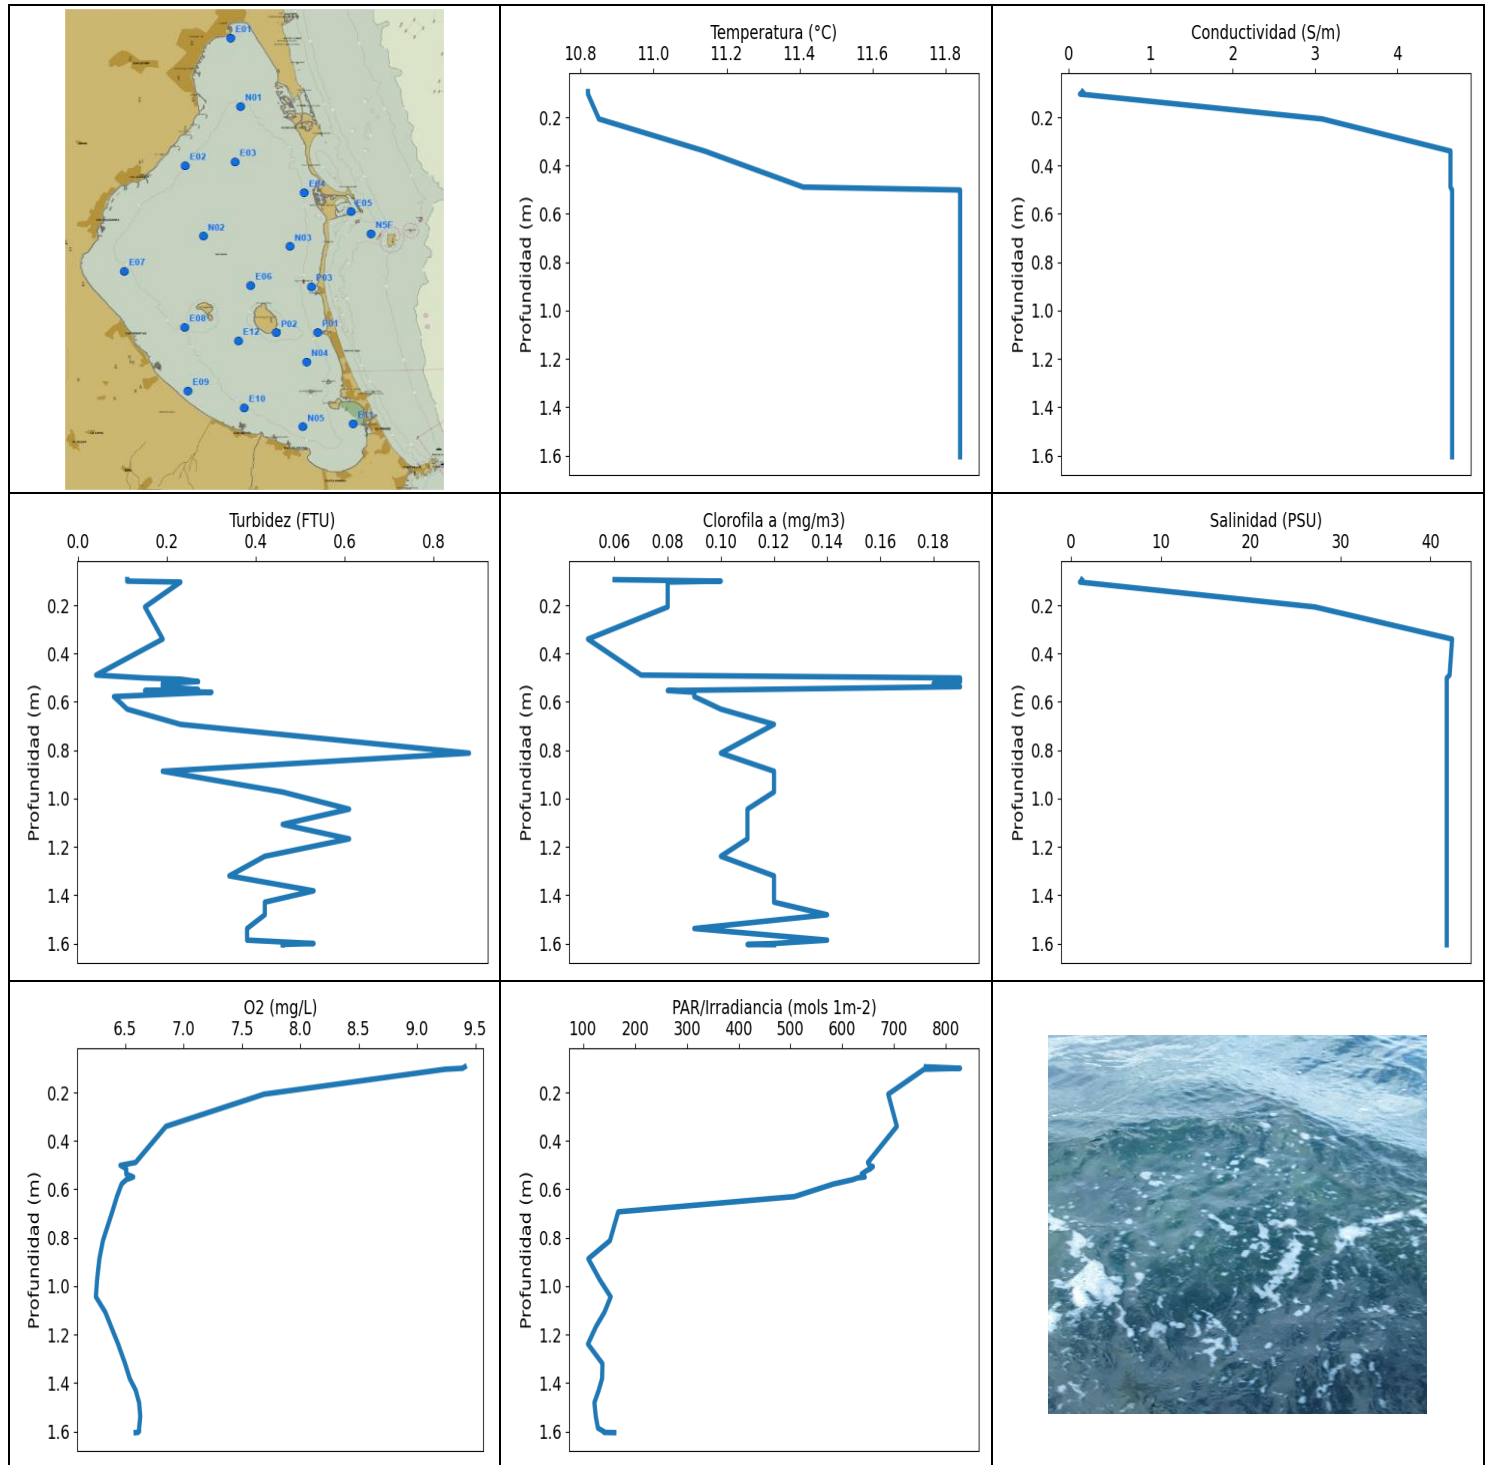 E01
N01
E02
E03
E04
E05
N5E
N02
N03
E07
E06
P03
E08
E12
P02
P01
N04
E09
E10
N05
E11
Temperatura (°C)
10.8 11.0 11.2 11.4 11.6 11.8
Profundidad (m)
0.2
0.4
0.6
0.8
1.0
1.2
1.4
1.6
Conductividad (S/m)
0 1 2 3 4
Profundidad (m)
0.2
0.4
0.6
0.8
1.0
1.2
1.4
1.6
Turbidez (FTU)
0.0 0.2 0.4 0.6 0.8
Profundidad (m)
0.2
0.4
0.6
0.8
1.0
1.2
1.4
1.6
Clorofila a (mg/m3)
0.06 0.08 0.10 0.12 0.14 0.16 0.18
Profundidad (m)
0.2
0.4
0.6
0.8
1.0
1.2
1.4
1.6
Salinidad (PSU)
0 10 20 30 40
Profundidad (m)
0.2
0.4
0.6
0.8
1.0
1.2
1.4
1.6
O2 (mg/L)
6.5 7.0 7.5 8.0 8.5 9.0 9.5
Profundidad (m)
0.2
0.4
0.6
0.8
1.0
1.2
1.4
1.6
PAR/Irradiancia (mols 1m-2)
100 200 300 400 500 600 700 800
Profundidad (m)
0.2
0.4
0.6
0.8
1.0
1.2
1.4
1.6